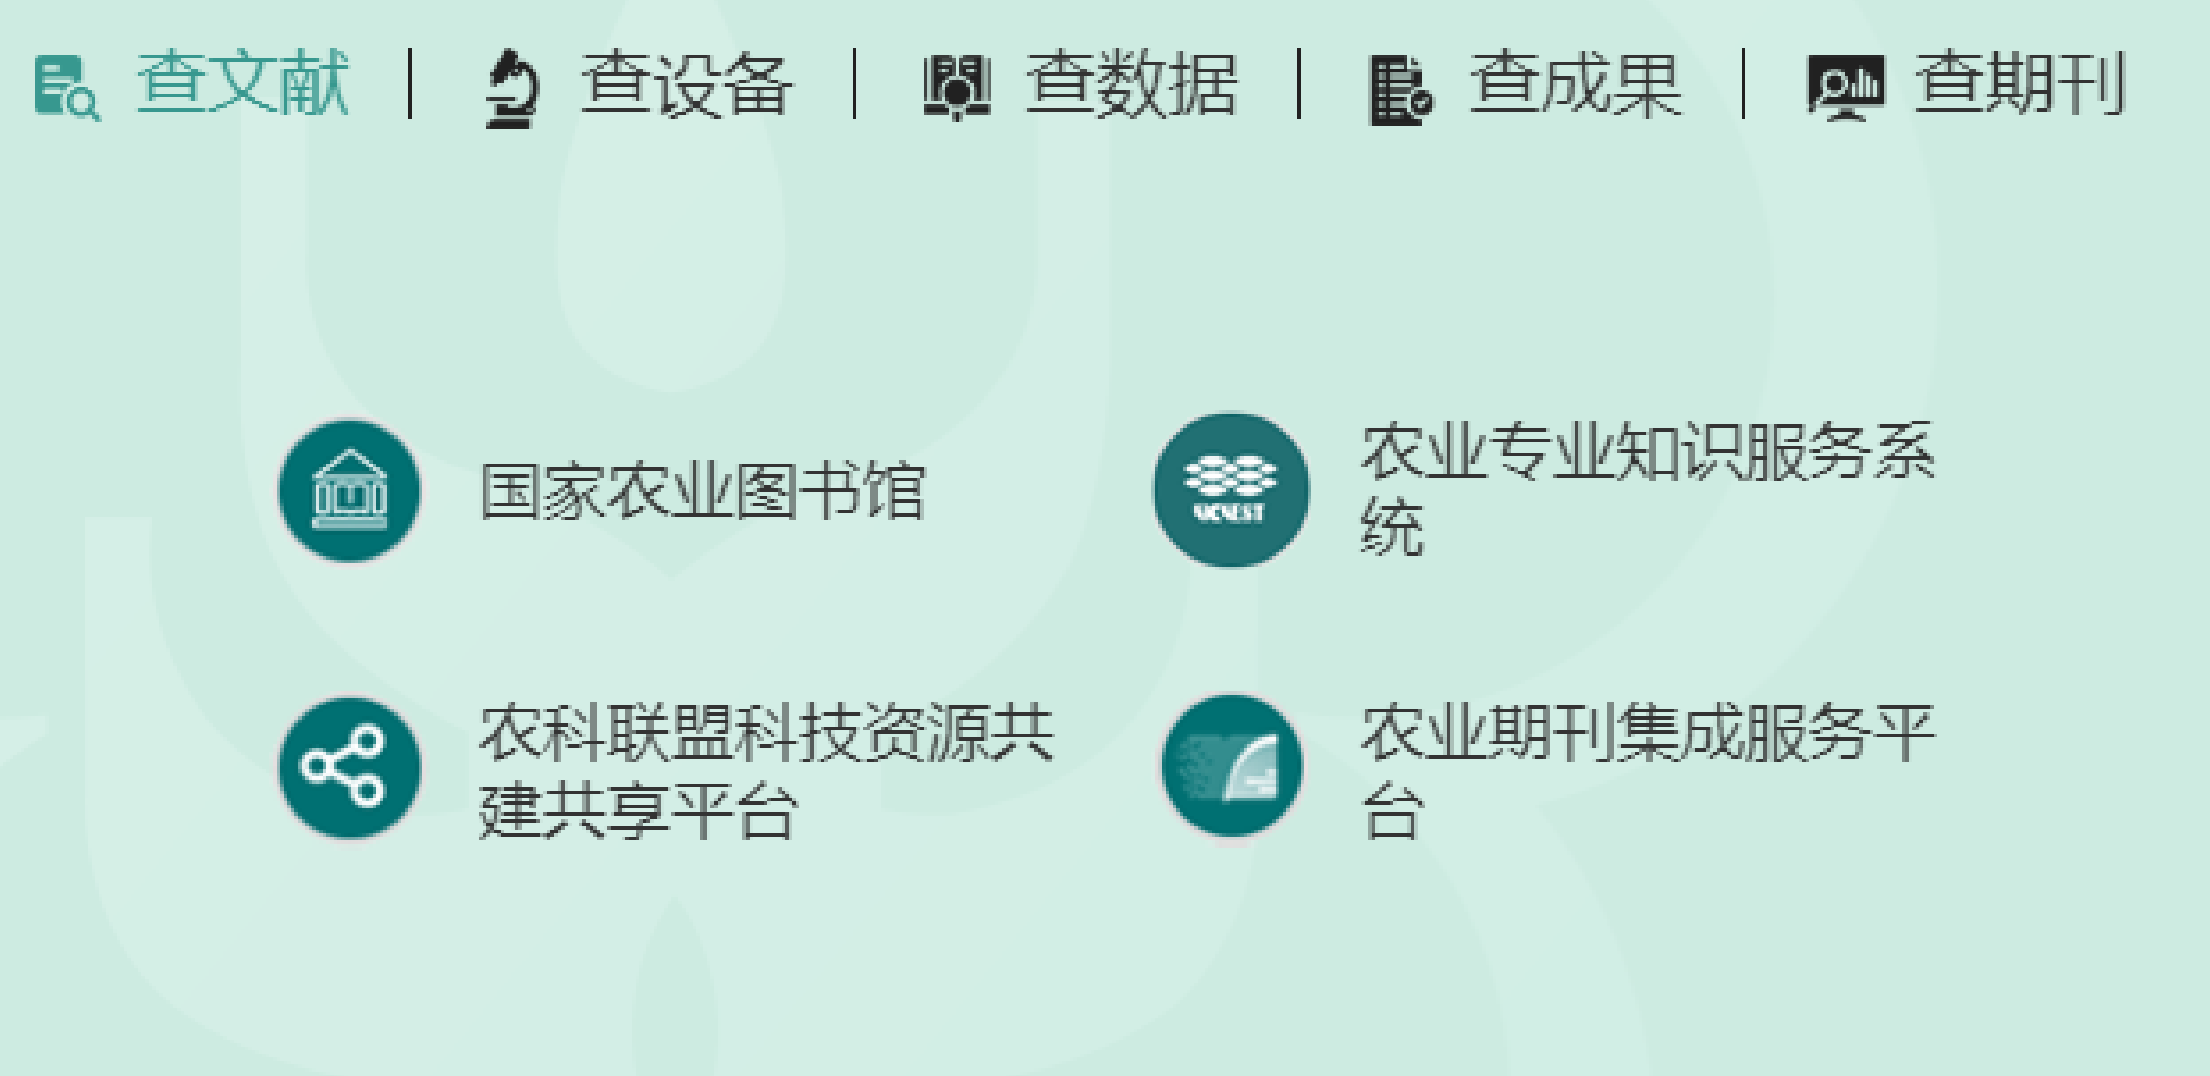 查文献 | 查设备 | 查数据 | 查成果 | 查期刊
国家农业图书馆
农业专业知识服务系
统
农科联盟科技资源共
建共享平台
农业期刊集成服务平
台